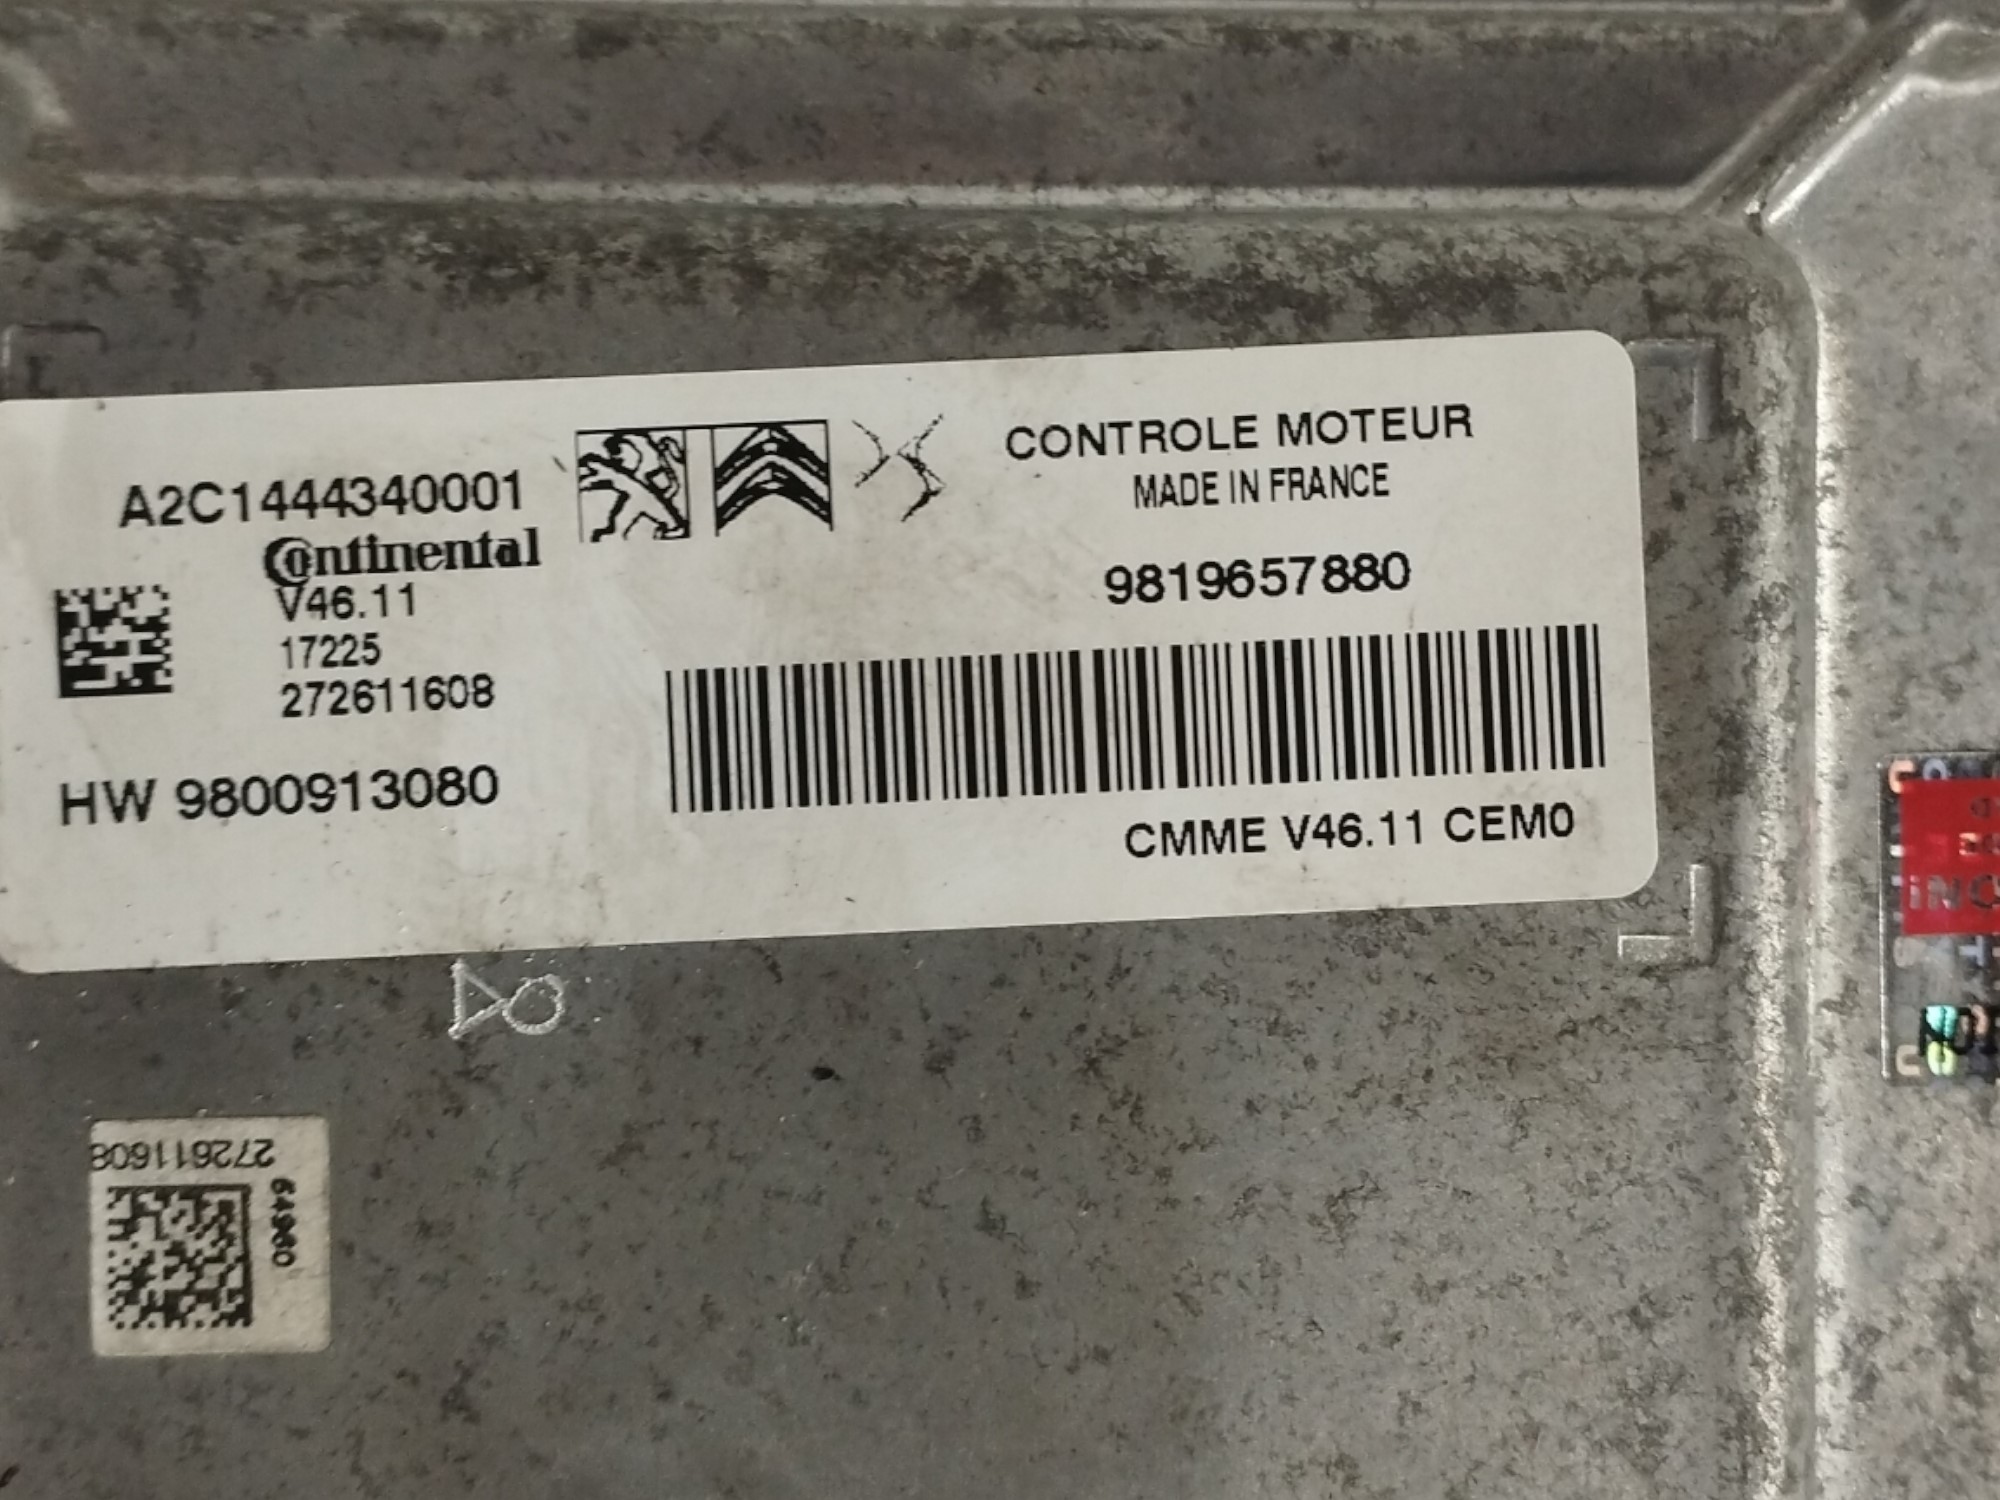 A2C1444340001
Continental
V46.11
17225
272611608
HW 9800913080
CONTROLE MOTEUR
MADE IN FRANCE
9819657880
CMME V46.11 CEM0
272611608
64960